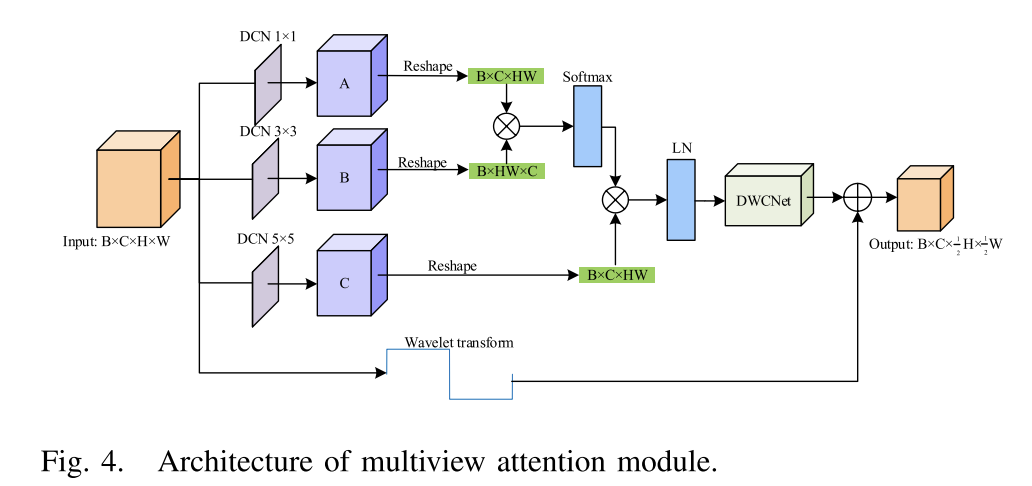 DCN 1×1
Reshape
B×C×HW
Softmax
A
DCN 3×3
Reshape
B×HW×C
LN
B
DWCNet
Input: B×C×H×W
DCN 5×5
Reshape
B×C×HW
Output: B×C×½H×½W
C
Wavelet transform
Fig. 4. Architecture of multiview attention module.